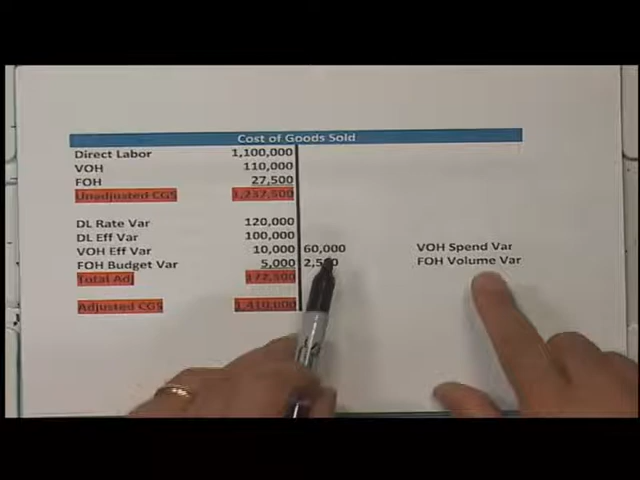 Cost of Goods Sold
Direct Labor 1,100,000
VOH 110,000
FOH 27,500
Unadjusted CGS 1,237,500
DL Rate Var 120,000
DL Eff Var 100,000
VOH Eff Var 10,000 60,000 VOH Spend Var
FOH Budget Var 5,000 FOH Volume Var
Total Adj 172,500
Adjusted CGS 1,410,000